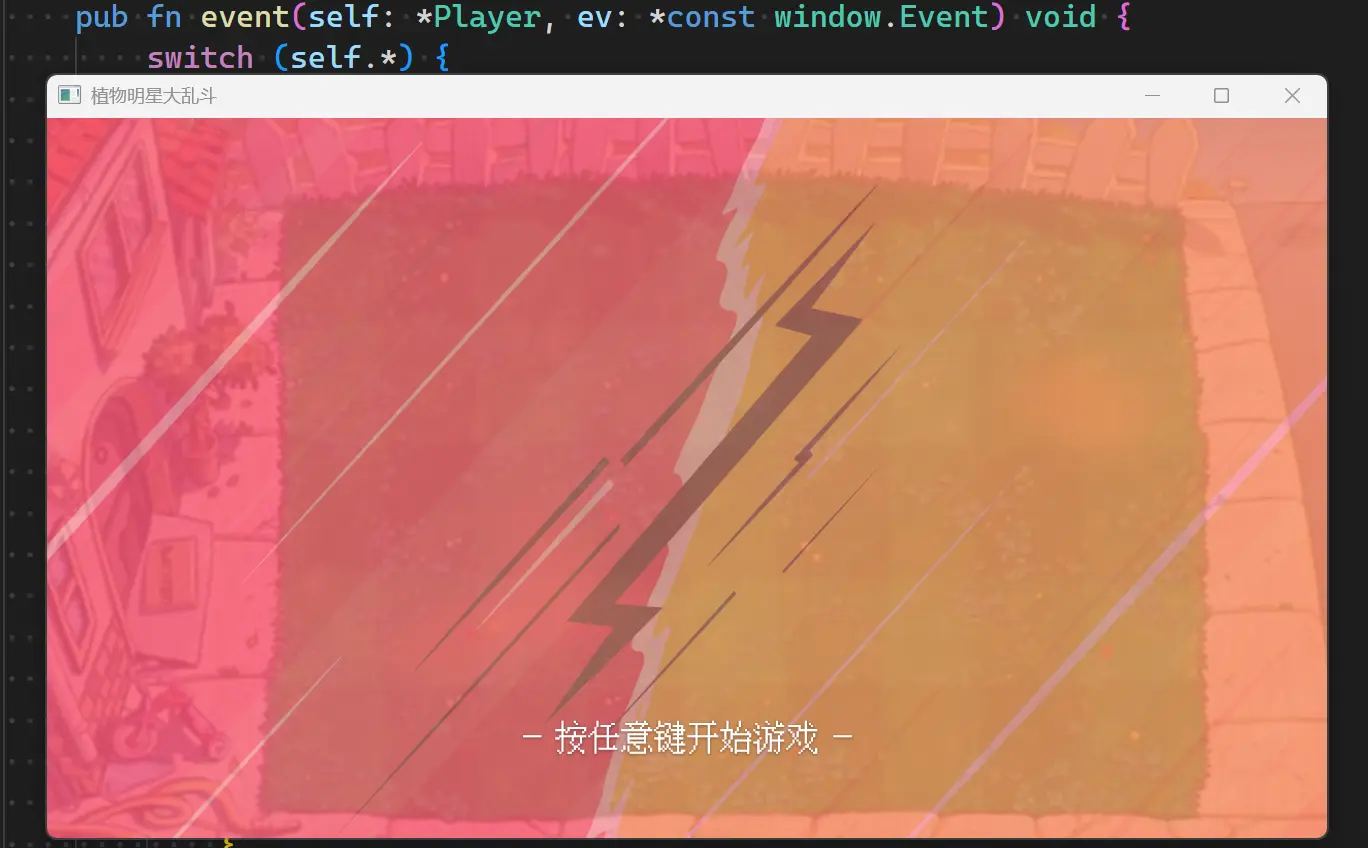 pub fn event(self: *Player, ev: *const window.Event) void {
switch (self.*) {
植物明星大乱斗
- 按任意键开始游戏 -
}